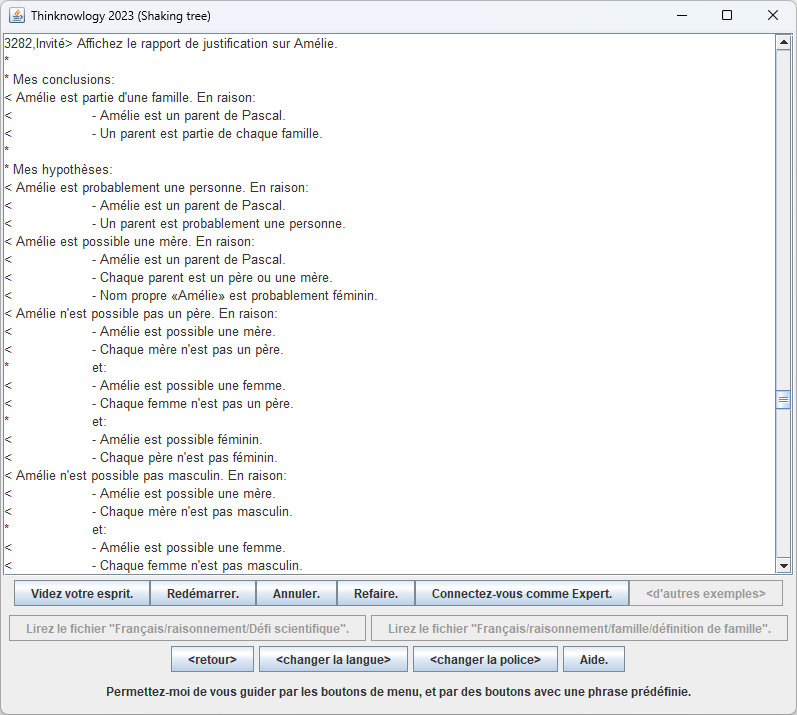 Thinknowlogy 2023 (Shaking tree)
3282,Invité> Affichez le rapport de justification sur Amélie.
*
* Mes conclusions:
< Amélie est partie d'une famille. En raison:
< - Amélie est un parent de Pascal.
< - Un parent est partie de chaque famille.
*
* Mes hypothèses:
< Amélie est probablement une personne. En raison:
< - Amélie est un parent de Pascal.
< - Un parent est probablement une personne.
< Amélie est possible une mère. En raison:
< - Amélie est un parent de Pascal.
< - Chaque parent est un père ou une mère.
< - Nom propre «Amélie» est probablement féminin.
< Amélie n'est possible pas un père. En raison:
< - Amélie est possible une mère.
< - Chaque mère n'est pas un père.
* et:
< - Amélie est possible une femme.
< - Chaque femme n'est pas un père.
* et:
< - Amélie est possible féminin.
< - Chaque père n'est pas féminin.
< Amélie n'est possible pas masculin. En raison:
< - Amélie est possible une mère.
< - Chaque mère n'est pas masculin.
* et:
< - Amélie est possible une femme.
< - Chaque femme n'est pas masculin.
Videz votre esprit. Redémarrer. Annuler. Refaire. Connectez-vous comme Expert. <d'autres exemples>
Lirez le fichier "Français/raisonnement/Défi scientifique". Lirez le fichier "Français/raisonnement/famille/définition de famille".
<retour> <changer la langue> <changer la police> Aide.
Permettez-moi de vous guider par les boutons de menu, et par des boutons avec une phrase prédéfinie.